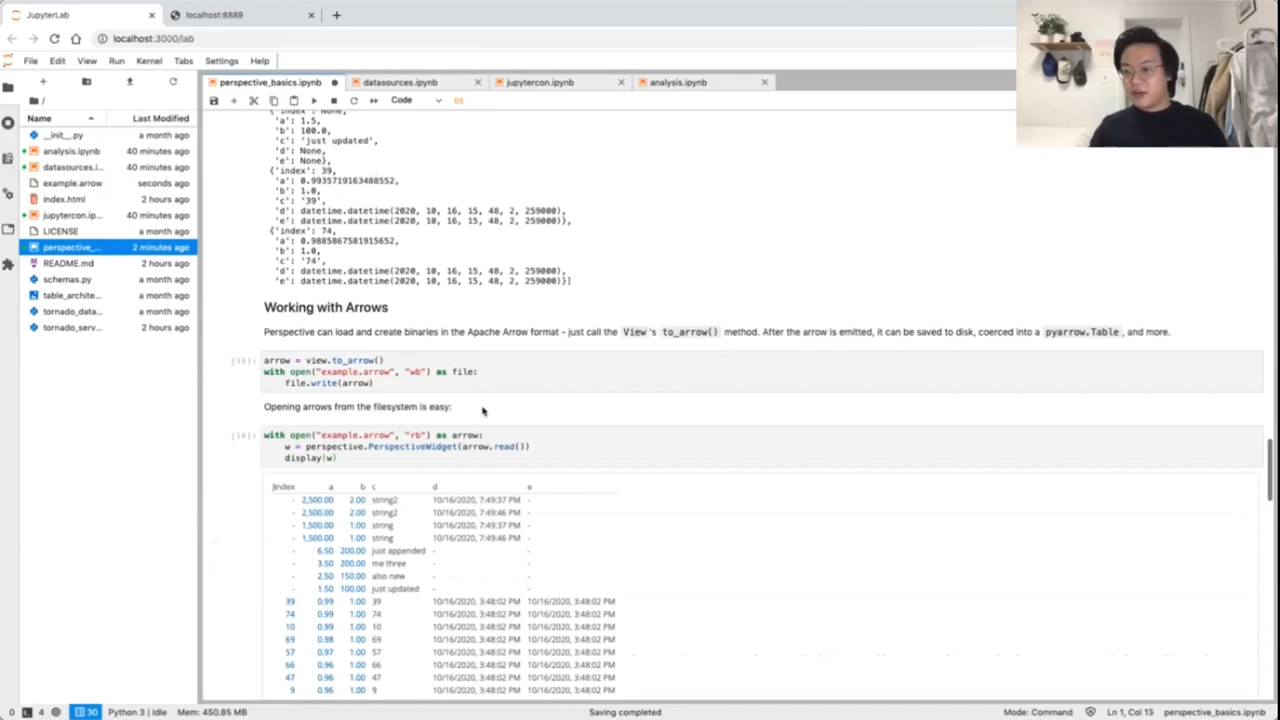 JupyterLab
localhost:8889
localhost:3000/lab
File Edit View Run Kernel Tabs Settings Help
perspective_basics.ipynb
datasources.ipynb
jupytercon.ipynb
analysis.ipynb
Code
/
Name Last Modified
__init__.py a month ago
analysis.ipynb 40 minutes ago
datasources.i... 40 minutes ago
example.arrow seconds ago
index.html 2 hours ago
jupytercon.ip... 40 minutes ago
LICENSE a month ago
perspective_... 2 minutes ago
README.md 2 hours ago
schemas.py a month ago
table_archite... a month ago
tornado_data... a month ago
tornado_serv... 2 hours ago
{'index': None,
'a': 1.5,
'b': 100.0,
'c': 'just updated',
'd': None,
'e': None},
{'index': 39,
'a': 0.9935719163488552,
'b': 1.0,
'c': '39',
'd': datetime.datetime(2020, 10, 16, 15, 48, 2, 259000),
'e': datetime.datetime(2020, 10, 16, 15, 48, 2, 259000)},
{'index': 74,
'a': 0.9885867581915652,
'b': 1.0,
'c': '74',
'd': datetime.datetime(2020, 10, 16, 15, 48, 2, 259000),
'e': datetime.datetime(2020, 10, 16, 15, 48, 2, 259000)}]
Working with Arrows
Perspective can load and create binaries in the Apache Arrow format - just call the View's to_arrow() method. After the arrow is emitted, it can be saved to disk, coerced into a pyarrow.Table, and more.
[15]: arrow = view.to_arrow()
with open("example.arrow", "wb") as file:
file.write(arrow)
Opening arrows from the filesystem is easy:
[16]: with open("example.arrow", "rb") as arrow:
w = perspective.PerspectiveWidget(arrow.read())
display(w)
index a b c d e
- 2,500.00 2.00 string2 10/16/2020, 7:49:37 PM -
- 2,500.00 2.00 string2 10/16/2020, 7:49:46 PM -
- 1,500.00 1.00 string 10/16/2020, 7:49:37 PM -
- 1,500.00 1.00 string 10/16/2020, 7:49:46 PM -
- 6.50 200.00 just appended - -
- 3.50 200.00 me three - -
- 2.50 150.00 also new - -
- 1.50 100.00 just updated - -
39 0.99 1.00 39 10/16/2020, 3:48:02 PM 10/16/2020, 3:48:02 PM
74 0.99 1.00 74 10/16/2020, 3:48:02 PM 10/16/2020, 3:48:02 PM
10 0.99 1.00 10 10/16/2020, 3:48:02 PM 10/16/2020, 3:48:02 PM
69 0.98 1.00 69 10/16/2020, 3:48:02 PM 10/16/2020, 3:48:02 PM
57 0.97 1.00 57 10/16/2020, 3:48:02 PM 10/16/2020, 3:48:02 PM
66 0.96 1.00 66 10/16/2020, 3:48:02 PM 10/16/2020, 3:48:02 PM
47 0.96 1.00 47 10/16/2020, 3:48:02 PM 10/16/2020, 3:48:02 PM
9 0.96 1.00 9 10/16/2020, 3:48:02 PM 10/16/2020, 3:48:02 PM
0 4 30 Python 3 | Idle Mem: 450.85 MB Saving completed Mode: Command Ln 1, Col 13 perspective_basics.ipynb